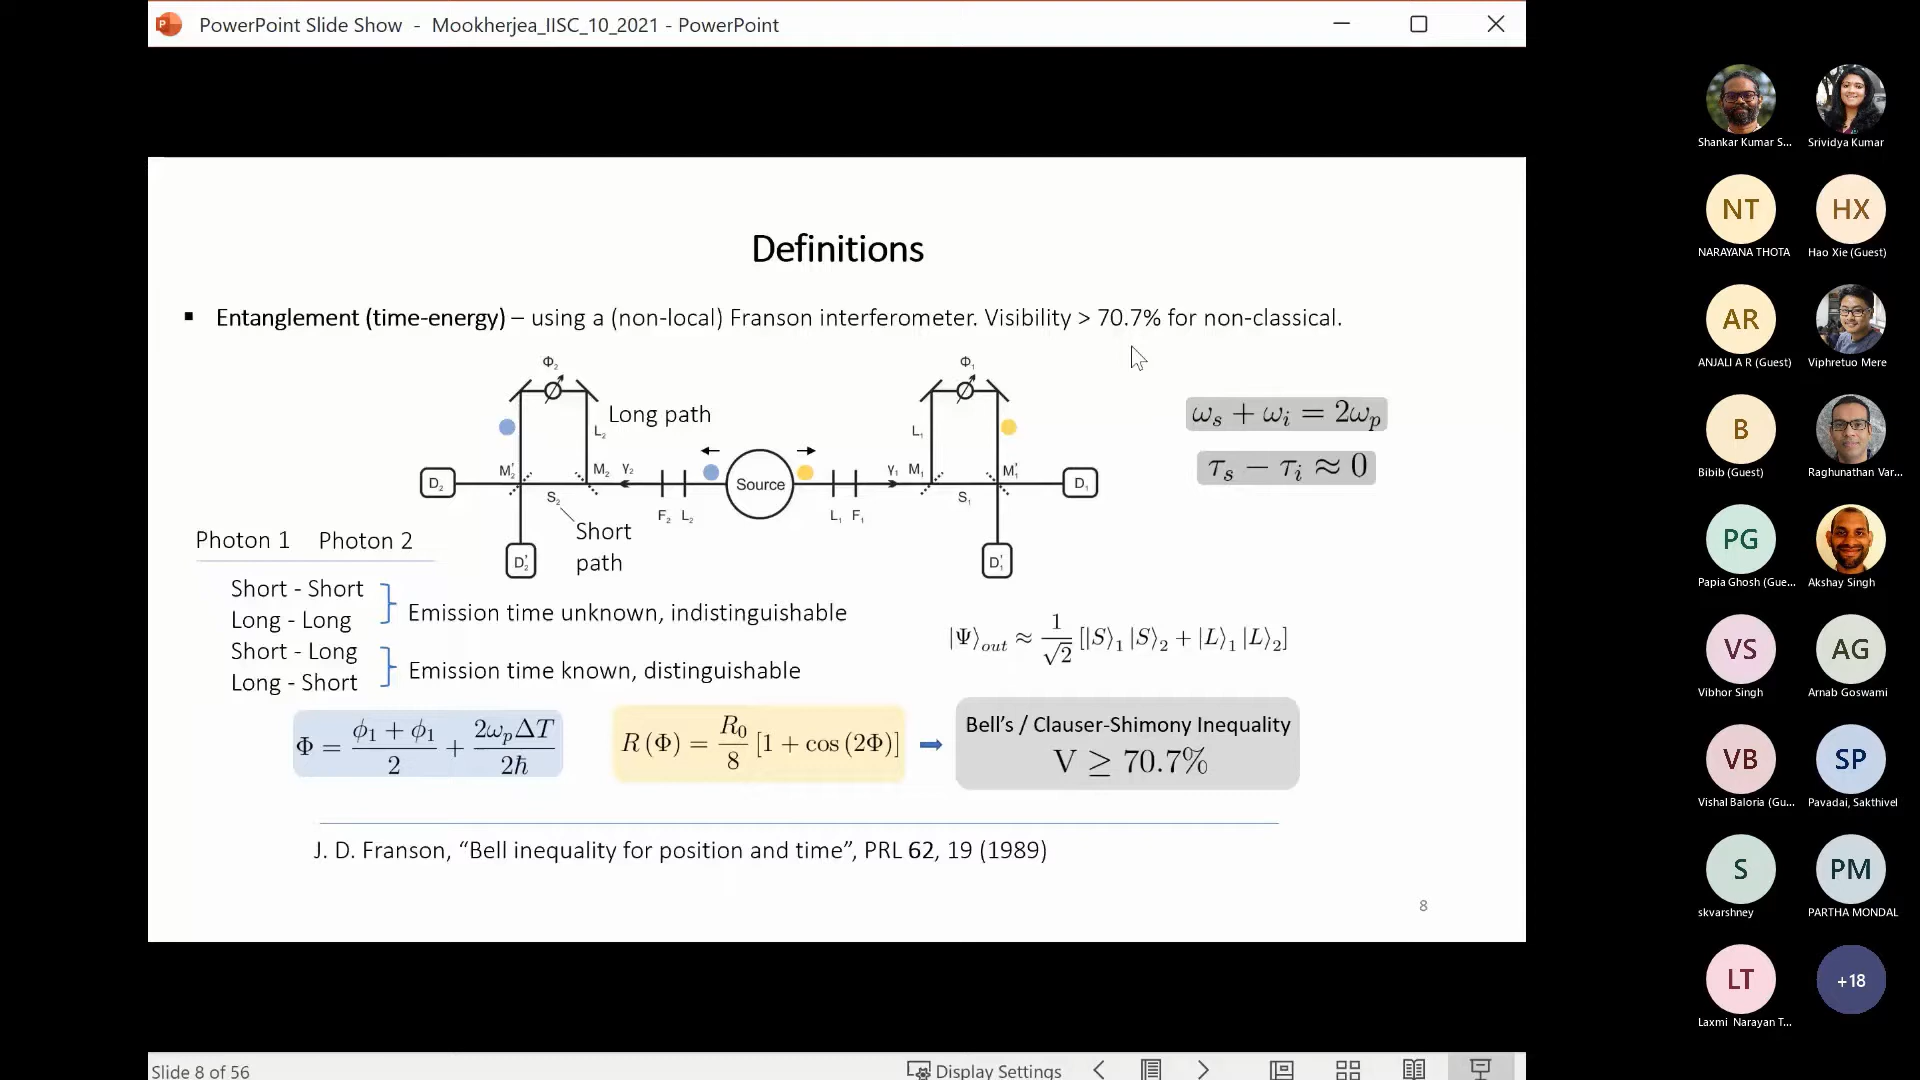 PowerPoint Slide Show - Mookherjea_IISC_10_2021 - PowerPoint
Definitions
▪ Entanglement (time-energy) – using a (non-local) Franson interferometer. Visibility > 70.7% for non-classical.
Φ₂
Φ₁
Long path
L₂
L₁
ω_s + ω_i = 2ω_p
τ_s − τ_i ≈ 0
D₂
M₂'
M₂
γ₂
Source
γ₁
M₁
M₁'
D₁
S₂
S₁
F₂
L₂
L₁
F₁
Short
path
D₂'
D₁'
Photon 1 Photon 2
Short - Short
Long - Long
Emission time unknown, indistinguishable
Short - Long
Long - Short
Emission time known, distinguishable
|Ψ⟩_out ≈ 1/√2 [|S⟩₁ |S⟩₂ + |L⟩₁ |L⟩₂]
Φ = (ϕ₁ + ϕ₁)/2 + (2ω_pΔT)/(2ħ)
R (Φ) = R₀/8 [1 + cos (2Φ)]
Bell's / Clauser-Shimony Inequality
V ≥ 70.7%
J. D. Franson, “Bell inequality for position and time”, PRL 62, 19 (1989)
8
Slide 8 of 56
Display Settings
Shankar Kumar S...
Srividya Kumar
NT
HX
NARAYANA THOTA
Hao Xie (Guest)
AR
ANJALI A R (Guest)
Viphretuo Mere
B
Bibib (Guest)
Raghunathan Var...
PG
Papia Ghosh (Gue...
Akshay Singh
VS
AG
Vibhor Singh
Arnab Goswami
VB
SP
Vishal Baloria (Gu...
Pavadai, Sakthivel
S
PM
skvarshney
PARTHA MONDAL
LT
+18
Laxmi Narayan T...